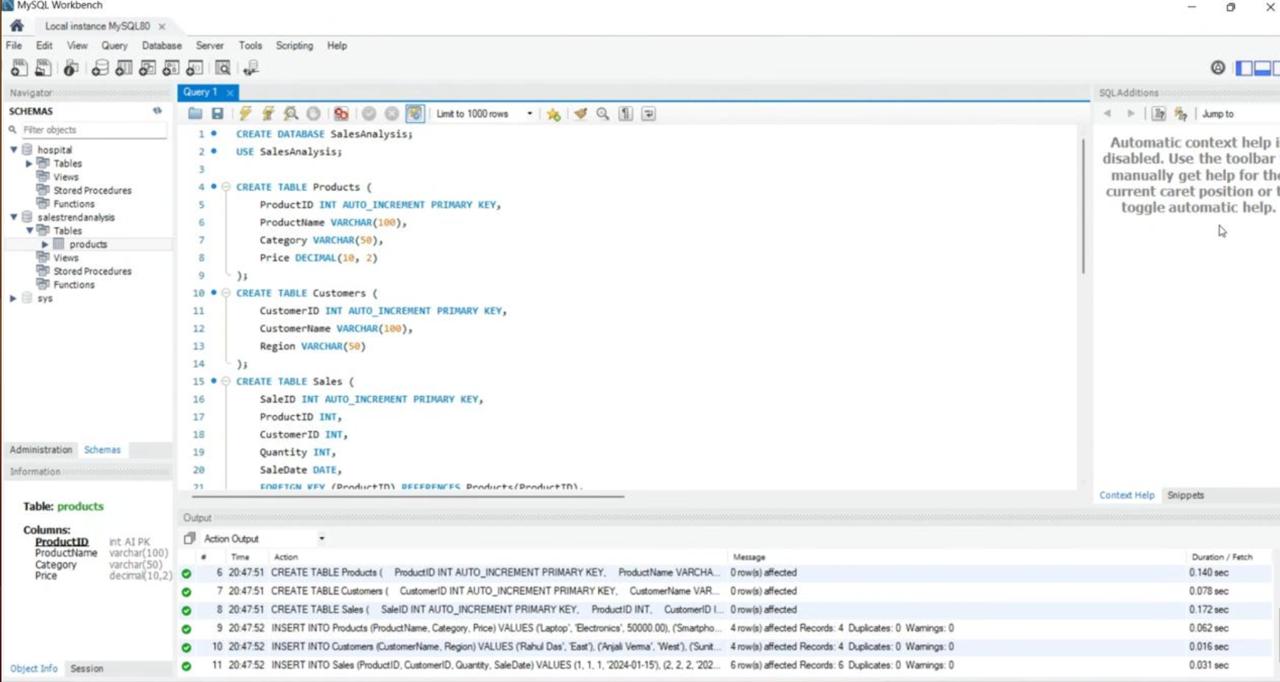 MySQL Workbench
Local instance MySQL80
File Edit View Query Database Server Tools Scripting Help
Navigator
SCHEMAS
Filter objects
hospital
Tables
Views
Stored Procedures
Functions
salestrendanalysis
Tables
products
Views
Stored Procedures
Functions
sys
Administration Schemas
Information
Table: products
Columns:
ProductID int AI PK
ProductName varchar(100)
Category varchar(50)
Price decimal(10,2)
Object Info Session
Query 1
Limit to 1000 rows
1 CREATE DATABASE SalesAnalysis;
2 USE SalesAnalysis;
3
4 CREATE TABLE Products (
5 ProductID INT AUTO_INCREMENT PRIMARY KEY,
6 ProductName VARCHAR(100),
7 Category VARCHAR(50),
8 Price DECIMAL(10, 2)
9 );
10 CREATE TABLE Customers (
11 CustomerID INT AUTO_INCREMENT PRIMARY KEY,
12 CustomerName VARCHAR(100),
13 Region VARCHAR(50)
14 );
15 CREATE TABLE Sales (
16 SaleID INT AUTO_INCREMENT PRIMARY KEY,
17 ProductID INT,
18 CustomerID INT,
19 Quantity INT,
20 SaleDate DATE,
21 FOREIGN KEY (ProductID) REFERENCES Products(ProductID),
SQLAdditions
Jump to
Automatic context help i
disabled. Use the toolbar
manually get help for the
current caret position or t
toggle automatic help.
Context Help Snippets
Output
Action Output
# Time Action Message Duration / Fetch
6 20:47:51 CREATE TABLE Products ( ProductID INT AUTO_INCREMENT PRIMARY KEY, ProductName VARCHA... 0 row(s) affected 0.140 sec
7 20:47:51 CREATE TABLE Customers ( CustomerID INT AUTO_INCREMENT PRIMARY KEY, CustomerName VAR... 0 row(s) affected 0.078 sec
8 20:47:51 CREATE TABLE Sales ( SaleID INT AUTO_INCREMENT PRIMARY KEY, ProductID INT, CustomerID I... 0 row(s) affected 0.172 sec
9 20:47:52 INSERT INTO Products (ProductName, Category, Price) VALUES ('Laptop', 'Electronics', 50000.00), ('Smartpho... 4 row(s) affected Records: 4 Duplicates: 0 Warnings: 0 0.062 sec
10 20:47:52 INSERT INTO Customers (CustomerName, Region) VALUES ('Rahul Das', 'East'), ('Anjali Verma', 'West'), ('Sunit... 4 row(s) affected Records: 4 Duplicates: 0 Warnings: 0 0.016 sec
11 20:47:52 INSERT INTO Sales (ProductID, CustomerID, Quantity, SaleDate) VALUES (1, 1, 1, '2024-01-15'), (2, 2, 2, '202... 6 row(s) affected Records: 6 Duplicates: 0 Warnings: 0 0.031 sec